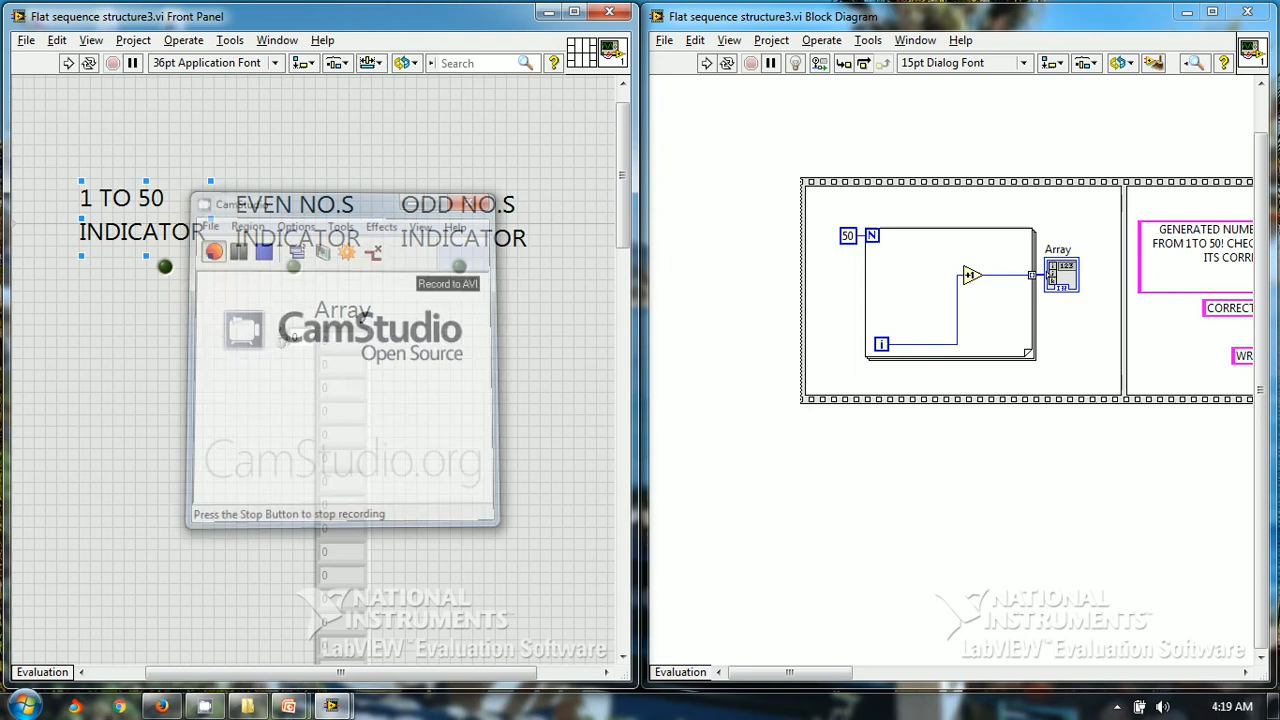 Flat sequence structure3.vi Front Panel
File Edit View Project Operate Tools Window Help
36pt Application Font
Search
1 TO 50
INDICATOR
EVEN NO.S
INDICATOR
ODD NO.S
INDICATOR
CamStudio
File Region Options Tools Effects View Help
Record to AVI
Array
0
CamStudio
Open Source
0
0
0
0
CamStudio.org
Press the Stop Button to stop recording
0
0
0
NATIONAL
INSTRUMENTS
LabVIEW Evaluation Software
Evaluation
Flat sequence structure3.vi Block Diagram
File Edit View Project Operate Tools Window Help
15pt Dialog Font
50
N
i
+1
Array
123
GENERATED NUME
FROM 1TO 50! CHEC
ITS CORRE
CORRECT
WR
NATIONAL
INSTRUMENTS
LabVIEW Evaluation Software
Evaluation
4:19 AM